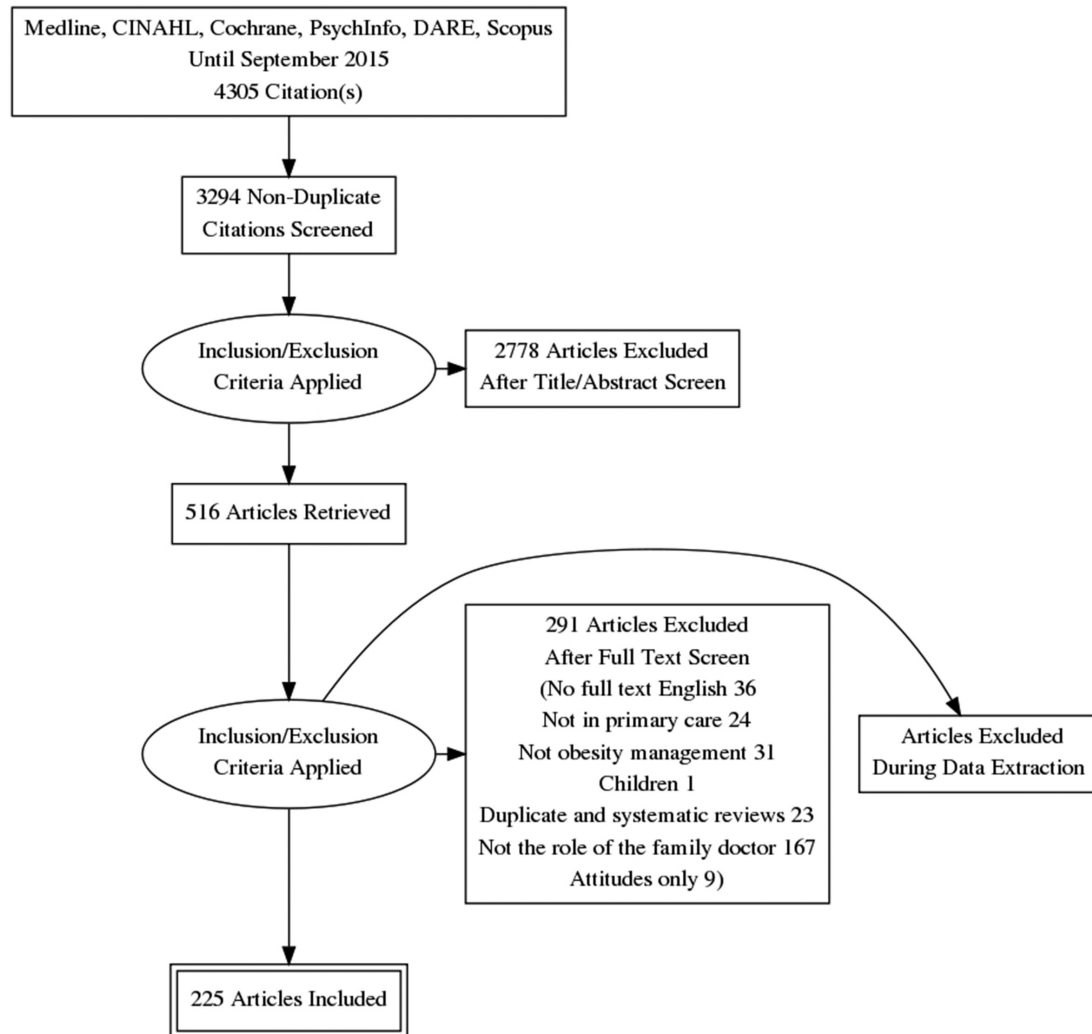 Medline, CINAHL, Cochrane, PsychInfo, DARE, Scopus
Until September 2015
4305 Citation(s)
3294 Non-Duplicate
Citations Screened
Inclusion/Exclusion
Criteria Applied
2778 Articles Excluded
After Title/Abstract Screen
516 Articles Retrieved
Inclusion/Exclusion
Criteria Applied
291 Articles Excluded
After Full Text Screen
(No full text English 36
Not in primary care 24
Not obesity management 31
Children 1
Duplicate and systematic reviews 23
Not the role of the family doctor 167
Attitudes only 9)
Articles Excluded
During Data Extraction
225 Articles Included